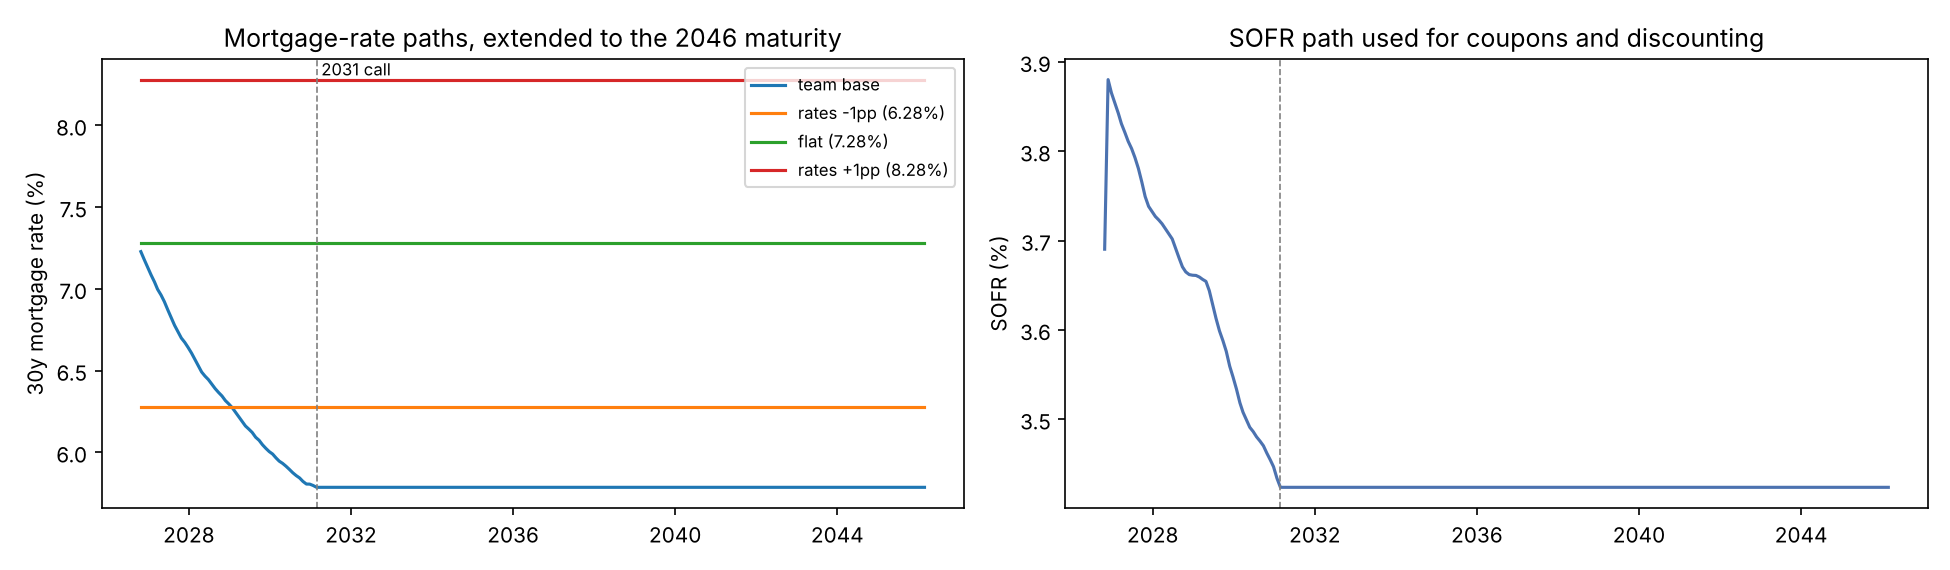 Mortgage-rate paths, extended to the 2046 maturity
30y mortgage rate (%)
8.0
7.5
7.0
6.5
6.0
2031 call
team base
rates -1pp (6.28%)
flat (7.28%)
rates +1pp (8.28%)
2028 2032 2036 2040 2044
SOFR path used for coupons and discounting
SOFR (%)
3.9
3.8
3.7
3.6
3.5
2028 2032 2036 2040 2044